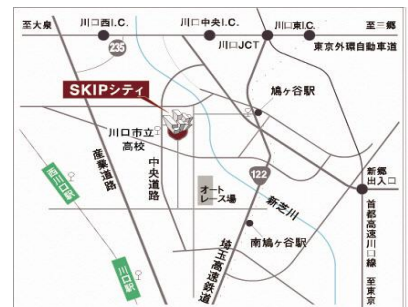 至大泉
川口西I.C.
川口中央I.C.
川口東I.C.
至三郷
235
川口JCT
東京外環自動車道
SKIPシティ
鳩ヶ谷駅
川口市立
高校
産業道路
中央道路
西川口駅
川口駅
オート
レース場
122
新芝川
新郷
出入口
南鳩ヶ谷駅
埼玉高速鉄道
首都高速川口線
至東京